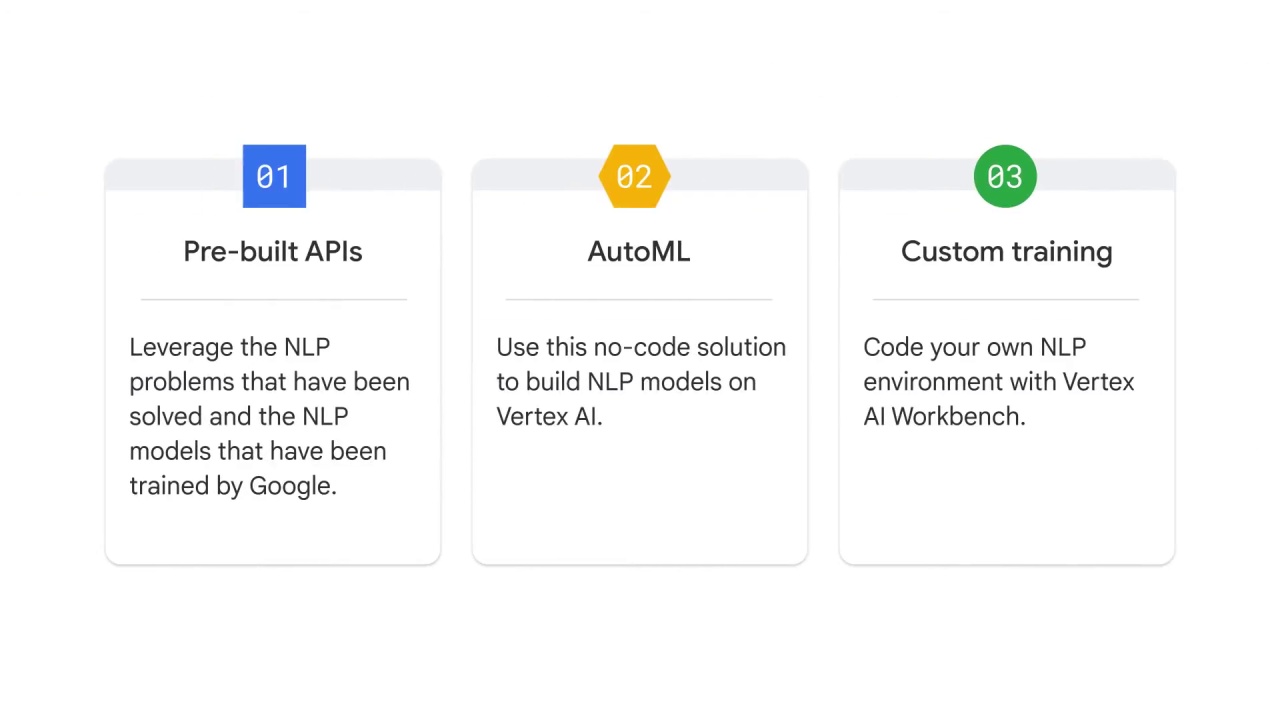 01
Pre-built APIs
Leverage the NLP
problems that have been
solved and the NLP
models that have been
trained by Google.
02
AutoML
Use this no-code solution
to build NLP models on
Vertex AI.
03
Custom training
Code your own NLP
environment with Vertex
AI Workbench.